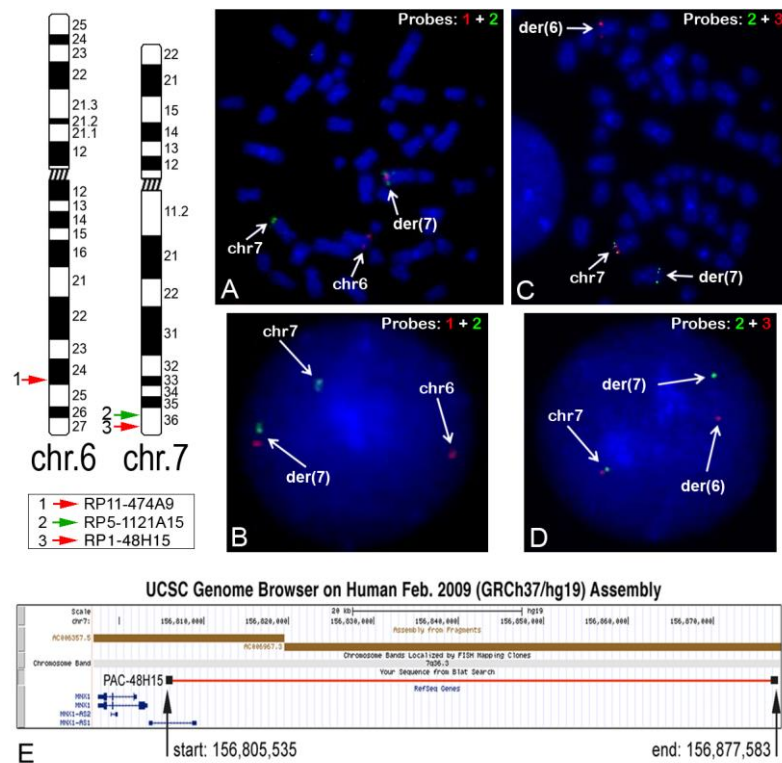 25
24
23
22
21.3
21.2
21.1
12
12
13
14
15
16
21
22
23
24
25
26
27
1
chr.6
22
21
15
14
13
12
11.2
21
22
31
32
33
34
35
36
2
3
chr.7
1 RP11-474A9
2 RP5-1121A15
3 RP1-48H15
Probes: 1 + 2
der(7)
chr7
chr6
A
Probes: 2 + 3
der(6)
chr7
der(7)
C
Probes: 1 + 2
chr7
chr6
der(7)
B
Probes: 2 + 3
der(7)
chr7
der(6)
D
UCSC Genome Browser on Human Feb. 2009 (GRCh37/hg19) Assembly
Scale 20 kb hg19
chr7: 156,810,000 156,820,000 156,830,000 156,840,000 156,850,000 156,860,000 156,870,000
Assembly from Fragments
AC006357.5
AC006967.3
Chromosome Bands Localized by FISH Mapping Clones
Chromosome Band 7q36.3
Your Sequence from Blat Search
PAC-48H15
RefSeq Genes
MNX1
MNX1
MNX1-AS2
MNX1-AS1
E
start: 156,805,535
end: 156,877,583